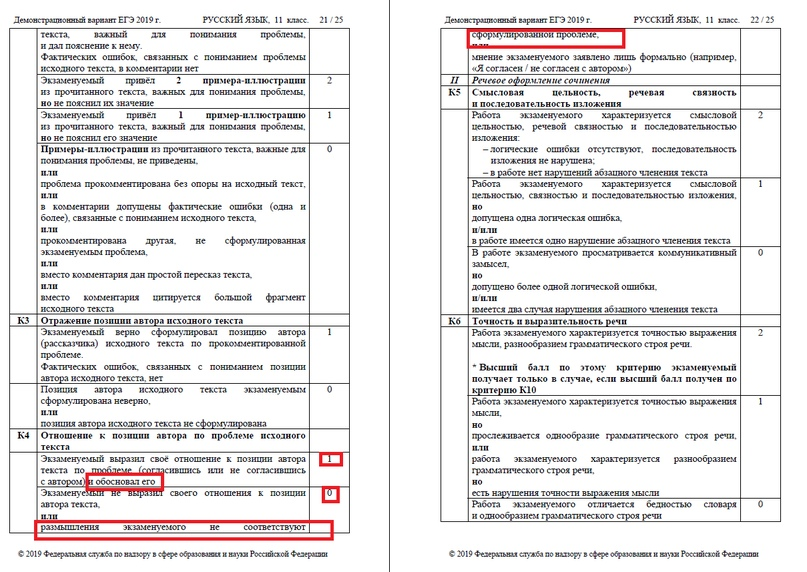 Демонстрационный вариант ЕГЭ 2019 г. РУССКИЙ ЯЗЫК, 11 класс. 21 / 25
текста, важный для понимания проблемы,
и дал пояснение к нему.
Фактических ошибок, связанных с пониманием проблемы
исходного текста, в комментарии нет
Экзаменуемый привёл 2 примера-иллюстрации 2
из прочитанного текста, важных для понимания проблемы,
но не пояснил их значение
Экзаменуемый привёл 1 пример-иллюстрацию 1
из прочитанного текста, важный для понимания проблемы,
но не пояснил его значение
Примеры-иллюстрации из прочитанного текста, важные для 0
понимания проблемы, не приведены,
или
проблема прокомментирована без опоры на исходный текст,
или
в комментарии допущены фактические ошибки (одна и
более), связанные с пониманием исходного текста,
или
прокомментирована другая, не сформулированная
экзаменуемым проблема,
или
вместо комментария дан простой пересказ текста,
или
вместо комментария цитируется большой фрагмент
исходного текста
К3 Отражение позиции автора исходного текста
Экзаменуемый верно сформулировал позицию автора 1
(рассказчика) исходного текста по прокомментированной
проблеме.
Фактических ошибок, связанных с пониманием позиции
автора исходного текста, нет
Позиция автора исходного текста экзаменуемым 0
сформулирована неверно,
или
позиция автора исходного текста не сформулирована
К4 Отношение к позиции автора по проблеме исходного
текста
Экзаменуемый выразил своё отношение к позиции автора 1
текста по проблеме (согласившись или не согласившись
с автором) и обосновал его
Экзаменуемый не выразил своего отношения к позиции 0
автора текста,
или
размышления экзаменуемого не соответствуют
© 2019 Федеральная служба по надзору в сфере образования и науки Российской Федерации
Демонстрационный вариант ЕГЭ 2019 г. РУССКИЙ ЯЗЫК, 11 класс. 22 / 25
сформулированной проблеме,
или
мнение экзаменуемого заявлено лишь формально (например,
«Я согласен / не согласен с автором»)
II Речевое оформление сочинения
К5 Смысловая цельность, речевая связность
и последовательность изложения
Работа экзаменуемого характеризуется смысловой 2
цельностью, речевой связностью и последовательностью
изложения:
– логические ошибки отсутствуют, последовательность
изложения не нарушена;
– в работе нет нарушений абзацного членения текста
Работа экзаменуемого характеризуется смысловой 1
цельностью, связностью и последовательностью изложения,
но
допущена одна логическая ошибка,
и/или
в работе имеется одно нарушение абзацного членения текста
В работе экзаменуемого просматривается коммуникативный 0
замысел,
но
допущено более одной логической ошибки,
и/или
имеется два случая нарушения абзацного членения текста
К6 Точность и выразительность речи
Работа экзаменуемого характеризуется точностью выражения 2
мысли, разнообразием грамматического строя речи.
* Высший балл по этому критерию экзаменуемый
получает только в случае, если высший балл получен по
критерию К10
Работа экзаменуемого характеризуется точностью выражения 1
мысли,
но
прослеживается однообразие грамматического строя речи,
или
работа экзаменуемого характеризуется разнообразием
грамматического строя речи,
но
есть нарушения точности выражения мысли
Работа экзаменуемого отличается бедностью словаря 0
и однообразием грамматического строя речи
© 2019 Федеральная служба по надзору в сфере образования и науки Российской Федерации